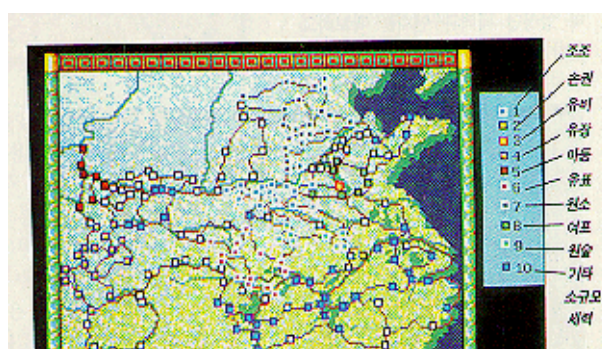 1 조조
2 손권
3 유비
4 유장
5 마등
6 유표
7 원소
8 여포
9 원술
10 기타
소규모
세력